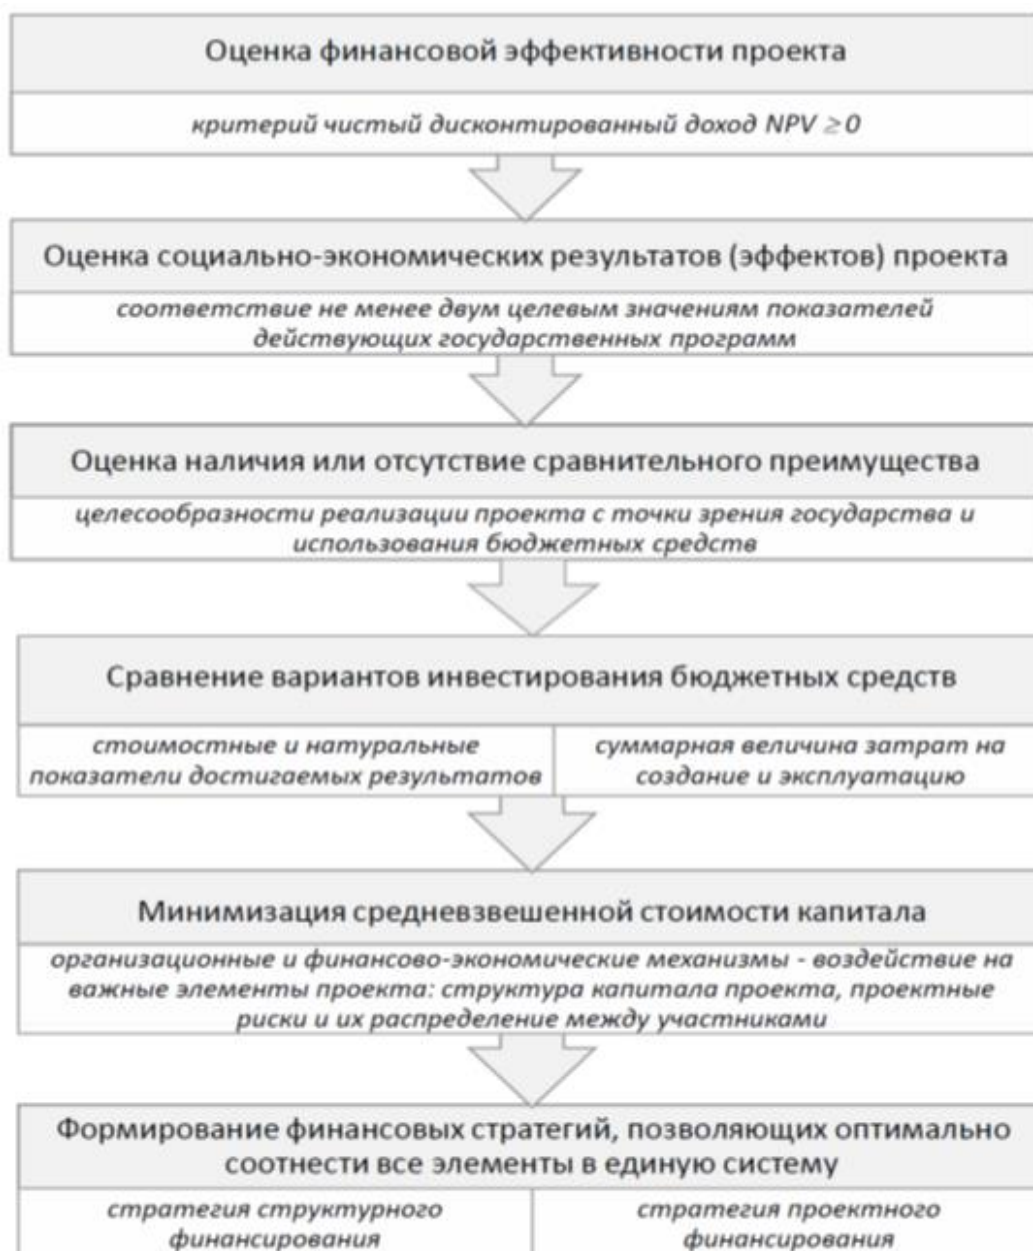 Оценка финансовой эффективности проекта
критерий чистый дисконтированный доход NPV ≥ 0
Оценка социально-экономических результатов (эффектов) проекта
соответствие не менее двум целевым значениям показателей
действующих государственных программ
Оценка наличия или отсутствие сравнительного преимущества
целесообразности реализации проекта с точки зрения государства и
использования бюджетных средств
Сравнение вариантов инвестирования бюджетных средств
стоимостные и натуральные
показатели достигаемых результатов
суммарная величина затрат на
создание и эксплуатацию
Минимизация средневзвешенной стоимости капитала
организационные и финансово-экономические механизмы - воздействие на
важные элементы проекта: структура капитала проекта, проектные
риски и их распределение между участниками
Формирование финансовых стратегий, позволяющих оптимально
соотнести все элементы в единую систему
стратегия структурного
финансирования
стратегия проектного
финансирования